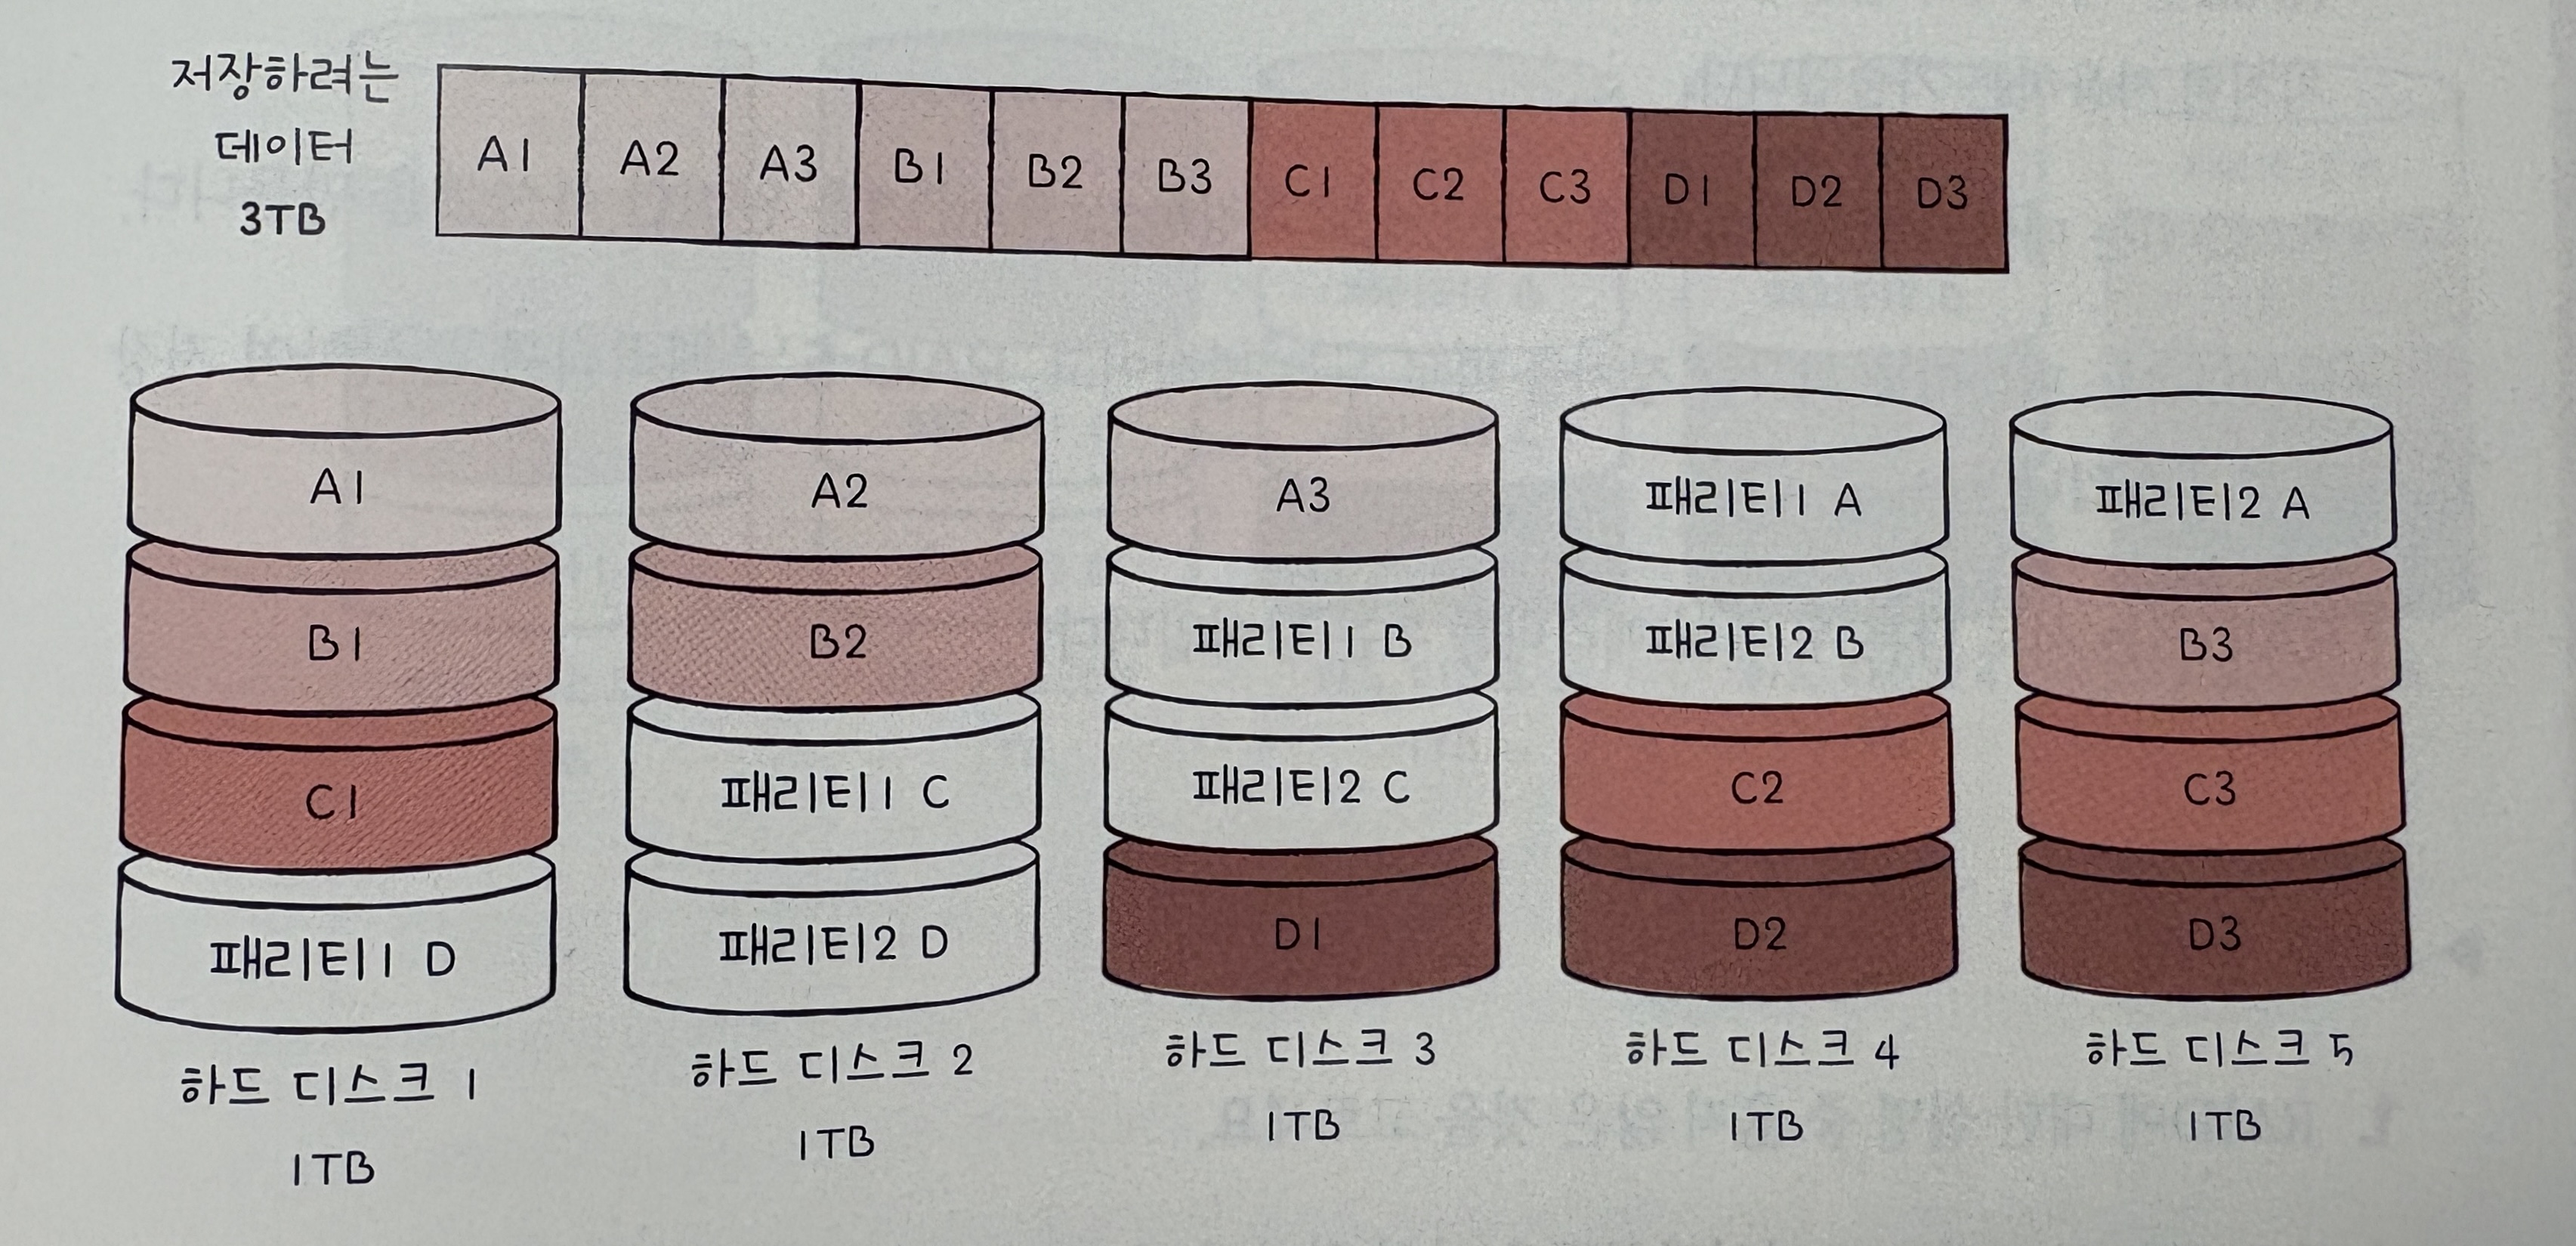 저장하려는
데이터
3TB
A1 A2 A3 B1 B2 B3 C1 C2 C3 D1 D2 D3
A1 A2 A3 패리티1 A 패리티2 A
B1 B2 패리티1 B 패리티2 B B3
C1 패리티1 C 패리티2 C C2 C3
패리티1 D 패리티2 D D1 D2 D3
하드 디스크 1 하드 디스크 2 하드 디스크 3 하드 디스크 4 하드 디스크 5
1TB 1TB 1TB 1TB 1TB